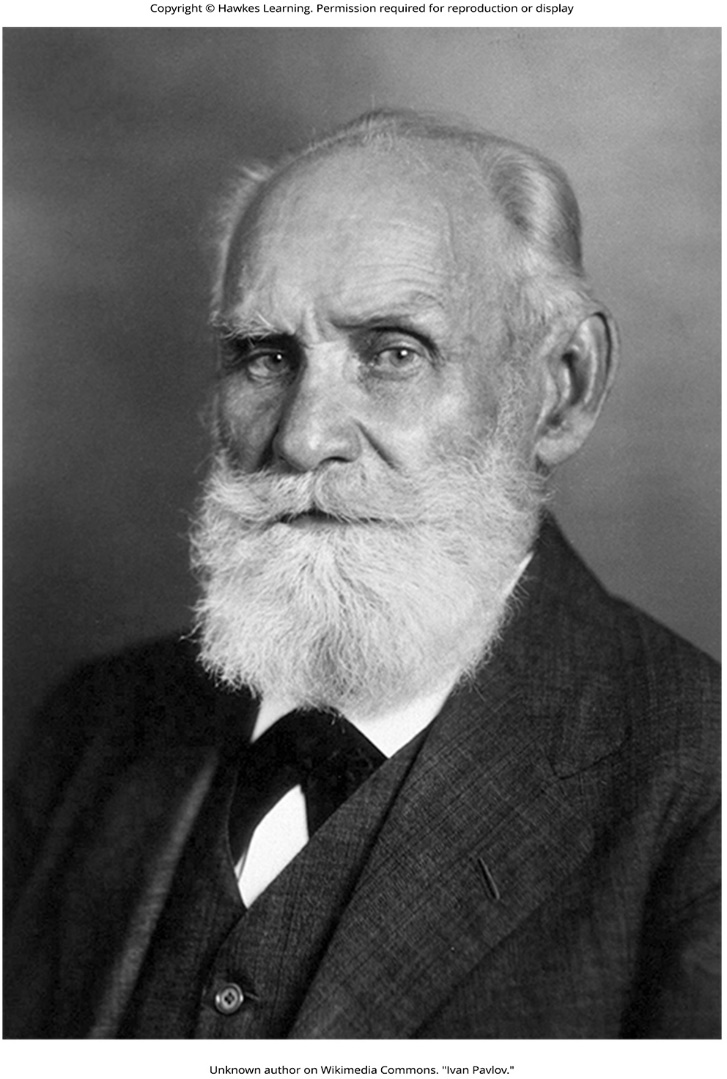 Copyright © Hawkes Learning. Permission required for reproduction or display
Unknown author on Wikimedia Commons. "Ivan Pavlov."